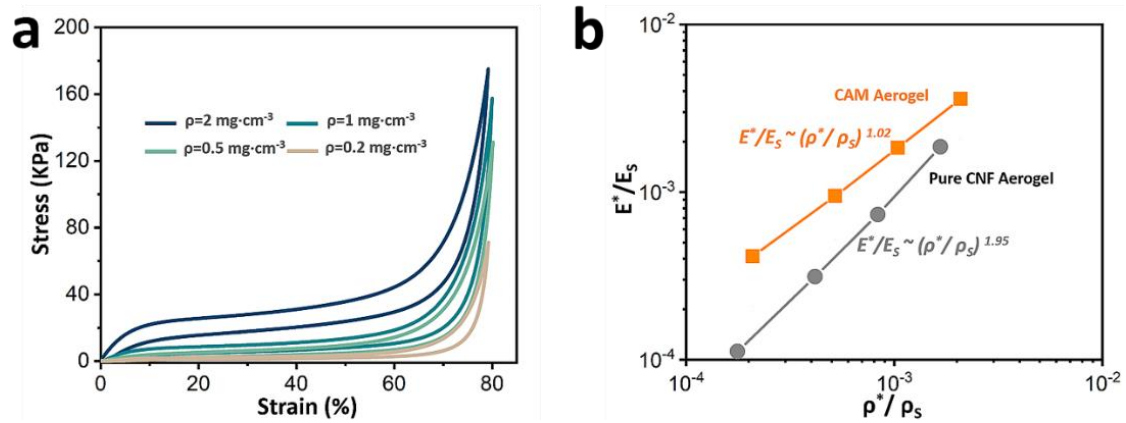 a
200
160
120
80
40
0
Stress (KPa)
ρ=2 mg·cm⁻³
ρ=1 mg·cm⁻³
ρ=0.5 mg·cm⁻³
ρ=0.2 mg·cm⁻³
0
20
40
60
80
Strain (%)
b
10⁻²
10⁻³
10⁻⁴
E*/Eₛ
CAM Aerogel
E*/Eₛ ~ (ρ*/ρₛ) ¹·⁰²
Pure CNF Aerogel
E*/Eₛ ~ (ρ*/ρₛ) ¹·⁹⁵
10⁻⁴
10⁻³
10⁻²
ρ*/ ρₛ